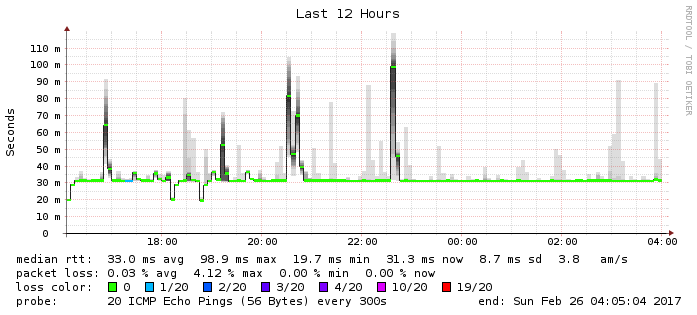 Last 12 Hours
RRDTOOL / TOBI OETIKER
Seconds
110 m
100 m
90 m
80 m
70 m
60 m
50 m
40 m
30 m
20 m
10 m
0
18:00 20:00 22:00 00:00 02:00 04:00
median rtt: 33.0 ms avg 98.9 ms max 19.7 ms min 31.3 ms now 8.7 ms sd 3.8 am/s
packet loss: 0.03 % avg 4.12 % max 0.00 % min 0.00 % now
loss color: 0 1/20 2/20 3/20 4/20 10/20 19/20
probe: 20 ICMP Echo Pings (56 Bytes) every 300s end: Sun Feb 26 04:05:04 2017